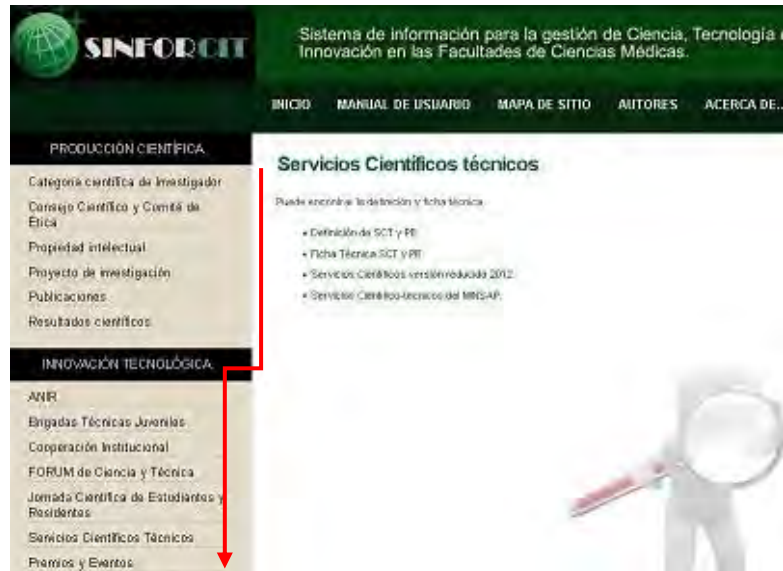 SINFORCIT
Sistema de información para la gestión de Ciencia, Tecnología
Innovación en las Facultades de Ciencias Médicas.
INICIO MANUAL DE USUARIO MAPA DE SITIO AUTORES ACERCA DE...
PRODUCCIÓN CIENTÍFICA
Categoria científica de Investigador
Consejo Científico y Comité de
Ética
Propiedad intelectual
Proyecto de investigación
Publicaciones
Resultados científicos
INNOVACIÓN TECNOLÓGICA
ANIR
Brigadas Técnicas Juveniles
Cooperación Institucional
FORUM de Ciencia y Técnica
Jornada Científica de Estudiantes y
Residentes
Servicios Científicos Técnicos
Premios y Eventos
Servicios Científicos técnicos
Puede encontrar la definición y ficha técnica
• Definición de SCT y PE
• Ficha Técnica SCT y PE
• Servicios Científicos versión reducido 2012.
• Servicios Científico-técnicos del MINSAP.